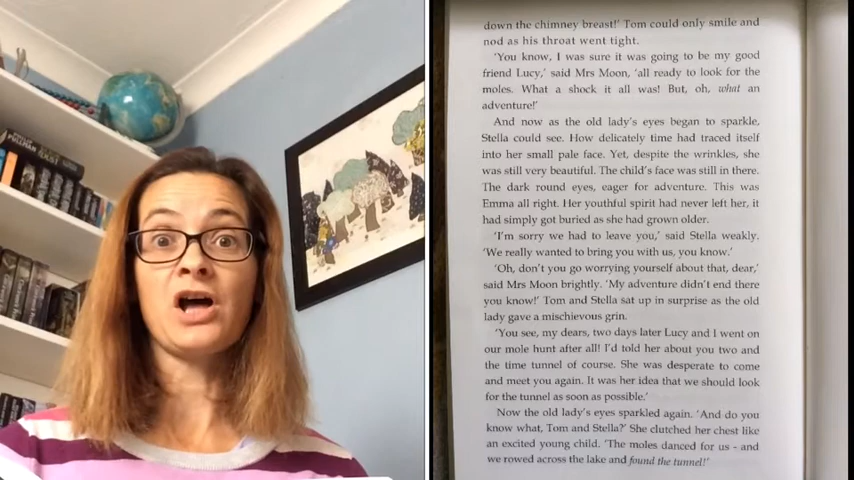 PULLMAN
down the chimney breast!' Tom could only smile and
nod as his throat went tight.
'You know, I was sure it was going to be my good
friend Lucy,' said Mrs Moon, 'all ready to look for the
moles. What a shock it all was! But, oh, what an
adventure!'
And now as the old lady's eyes began to sparkle,
Stella could see. How delicately time had traced itself
into her small pale face. Yet, despite the wrinkles, she
was still very beautiful. The child's face was still in there.
The dark round eyes, eager for adventure. This was
Emma all right. Her youthful spirit had never left her, it
had simply got buried as she had grown older.
'I'm sorry we had to leave you,' said Stella weakly.
'We really wanted to bring you with us, you know.'
'Oh, don't you go worrying yourself about that, dear,'
said Mrs Moon brightly. 'My adventure didn't end there
you know!' Tom and Stella sat up in surprise as the old
lady gave a mischievous grin.
'You see, my dears, two days later Lucy and I went on
our mole hunt after all! I'd told her about you two and
the time tunnel of course. She was desperate to come
and meet you again. It was her idea that we should look
for the tunnel as soon as possible.'
Now the old lady's eyes sparkled again. 'And do you
know what, Tom and Stella?' She clutched her chest like
an excited young child. 'The moles danced for us - and
we rowed across the lake and found the tunnel!'